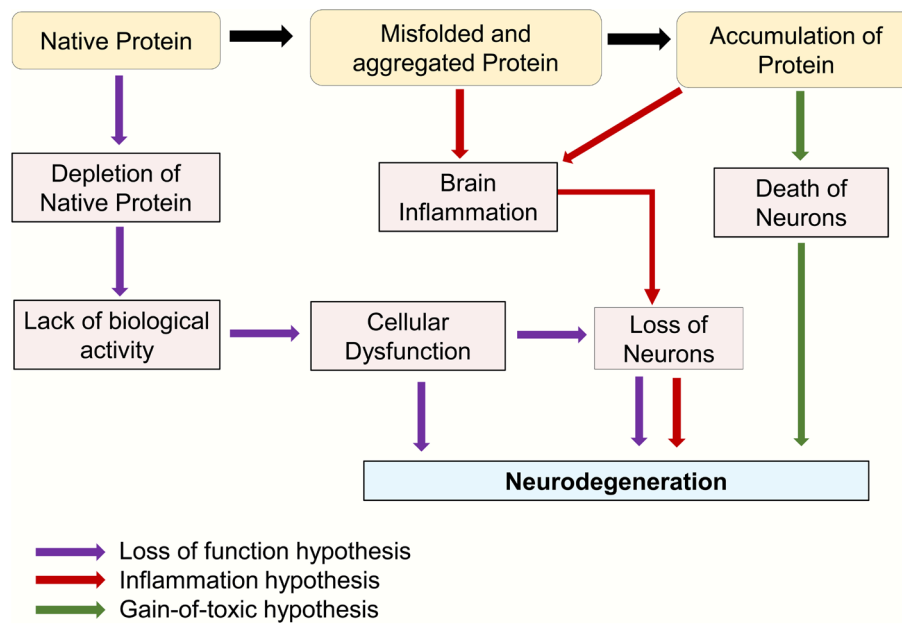 Native Protein
Misfolded and
aggregated Protein
Accumulation of
Protein
Depletion of
Native Protein
Brain
Inflammation
Death of
Neurons
Lack of biological
activity
Cellular
Dysfunction
Loss of
Neurons
Neurodegeneration
Loss of function hypothesis
Inflammation hypothesis
Gain-of-toxic hypothesis